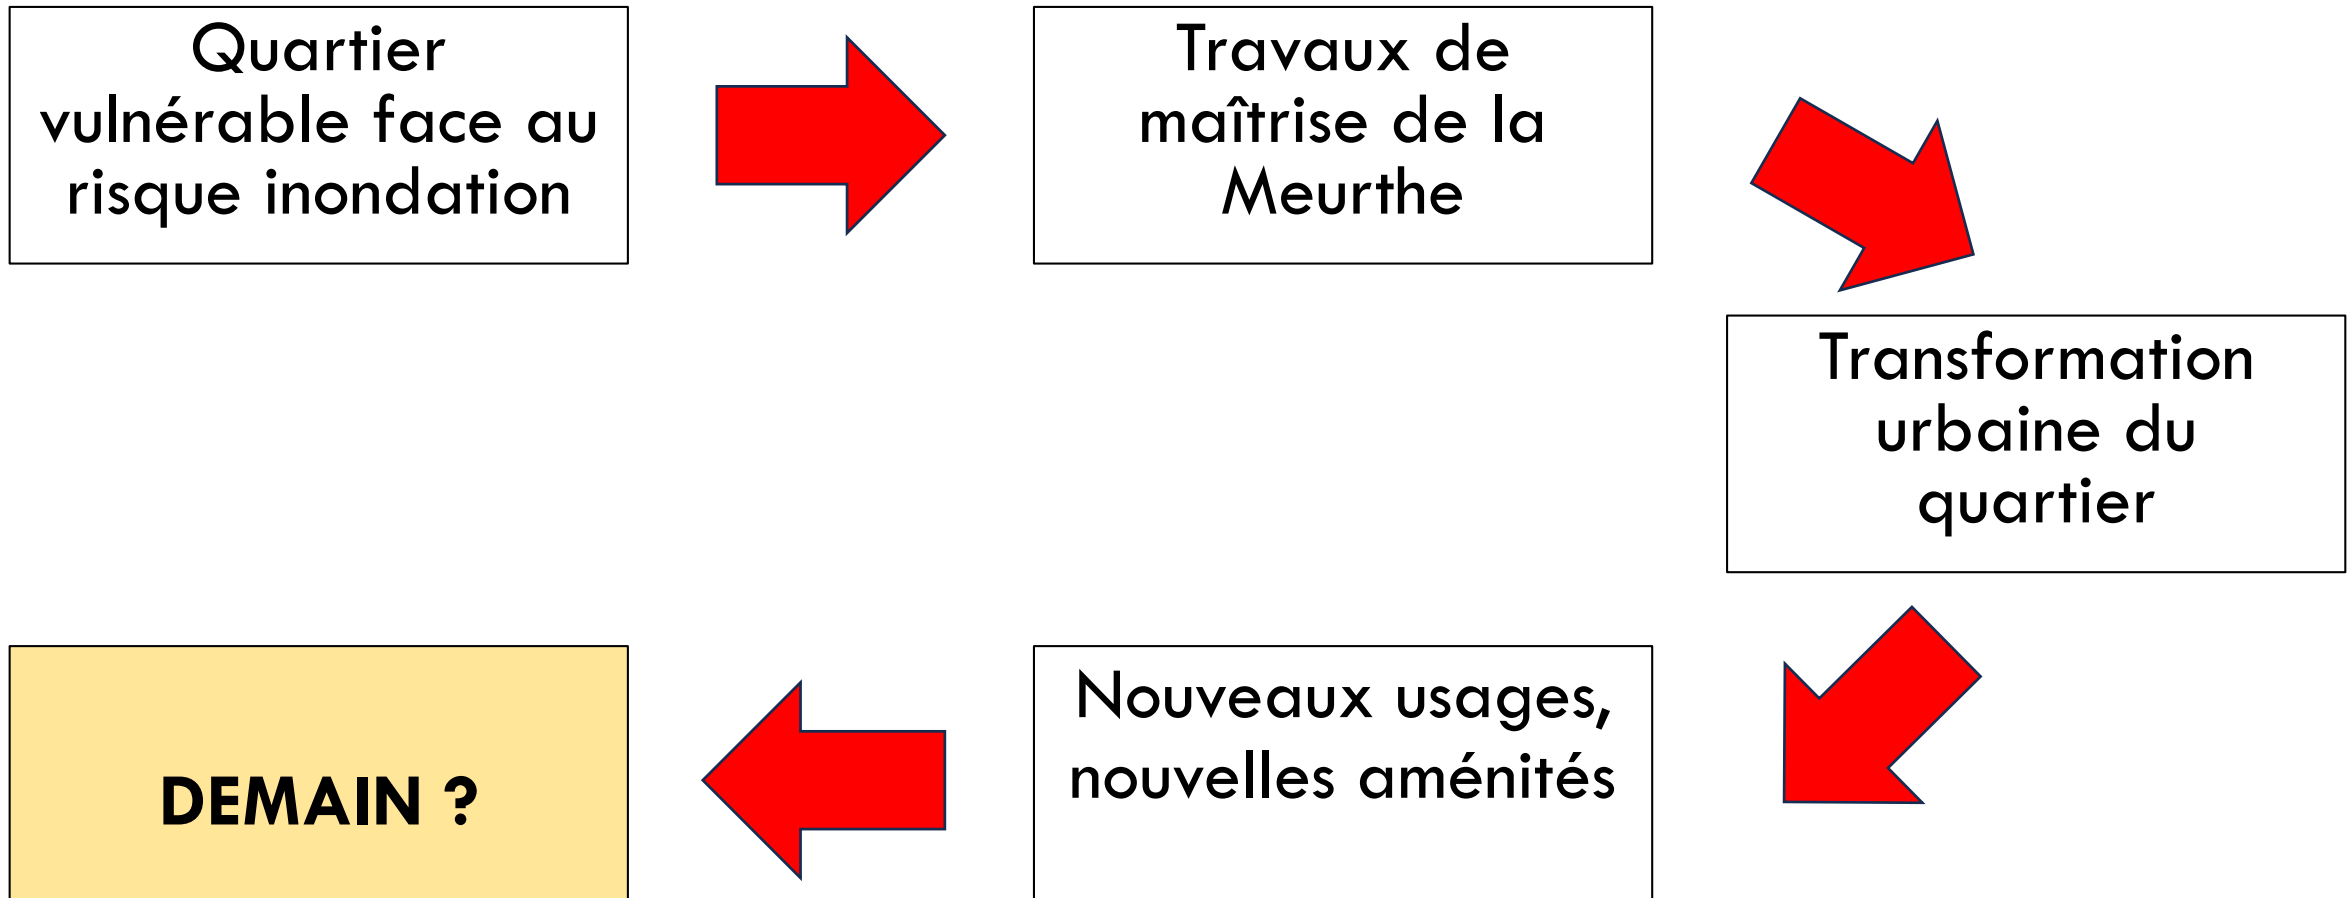 Quartier
vulnérable face au
risque inondation
Travaux de
maîtrise de la
Meurthe
Transformation
urbaine du
quartier
Nouveaux usages,
nouvelles aménités
DEMAIN ?